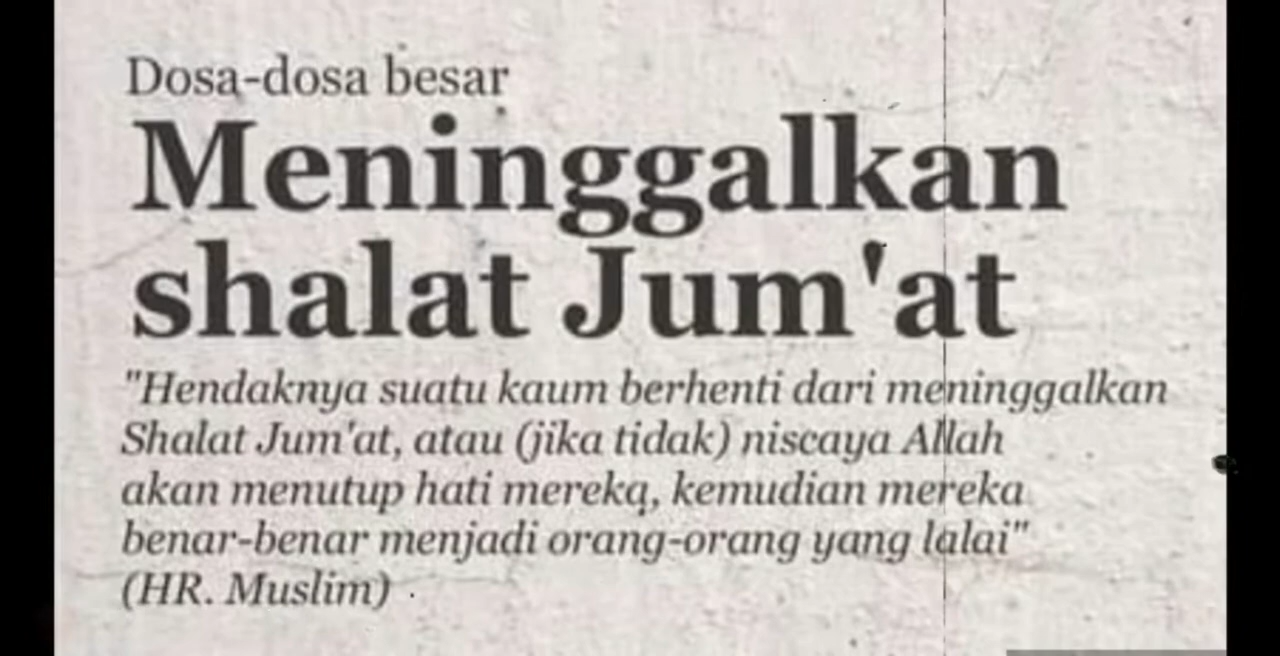 Dosa-dosa besar
Meninggalkan
shalat Jum'at
"Hendaknya suatu kaum berhenti dari meninggalkan
Shalat Jum'at, atau (jika tidak) niscaya Allah
akan menutup hati mereka, kemudian mereka
benar-benar menjadi orang-orang yang lalai"
(HR. Muslim)